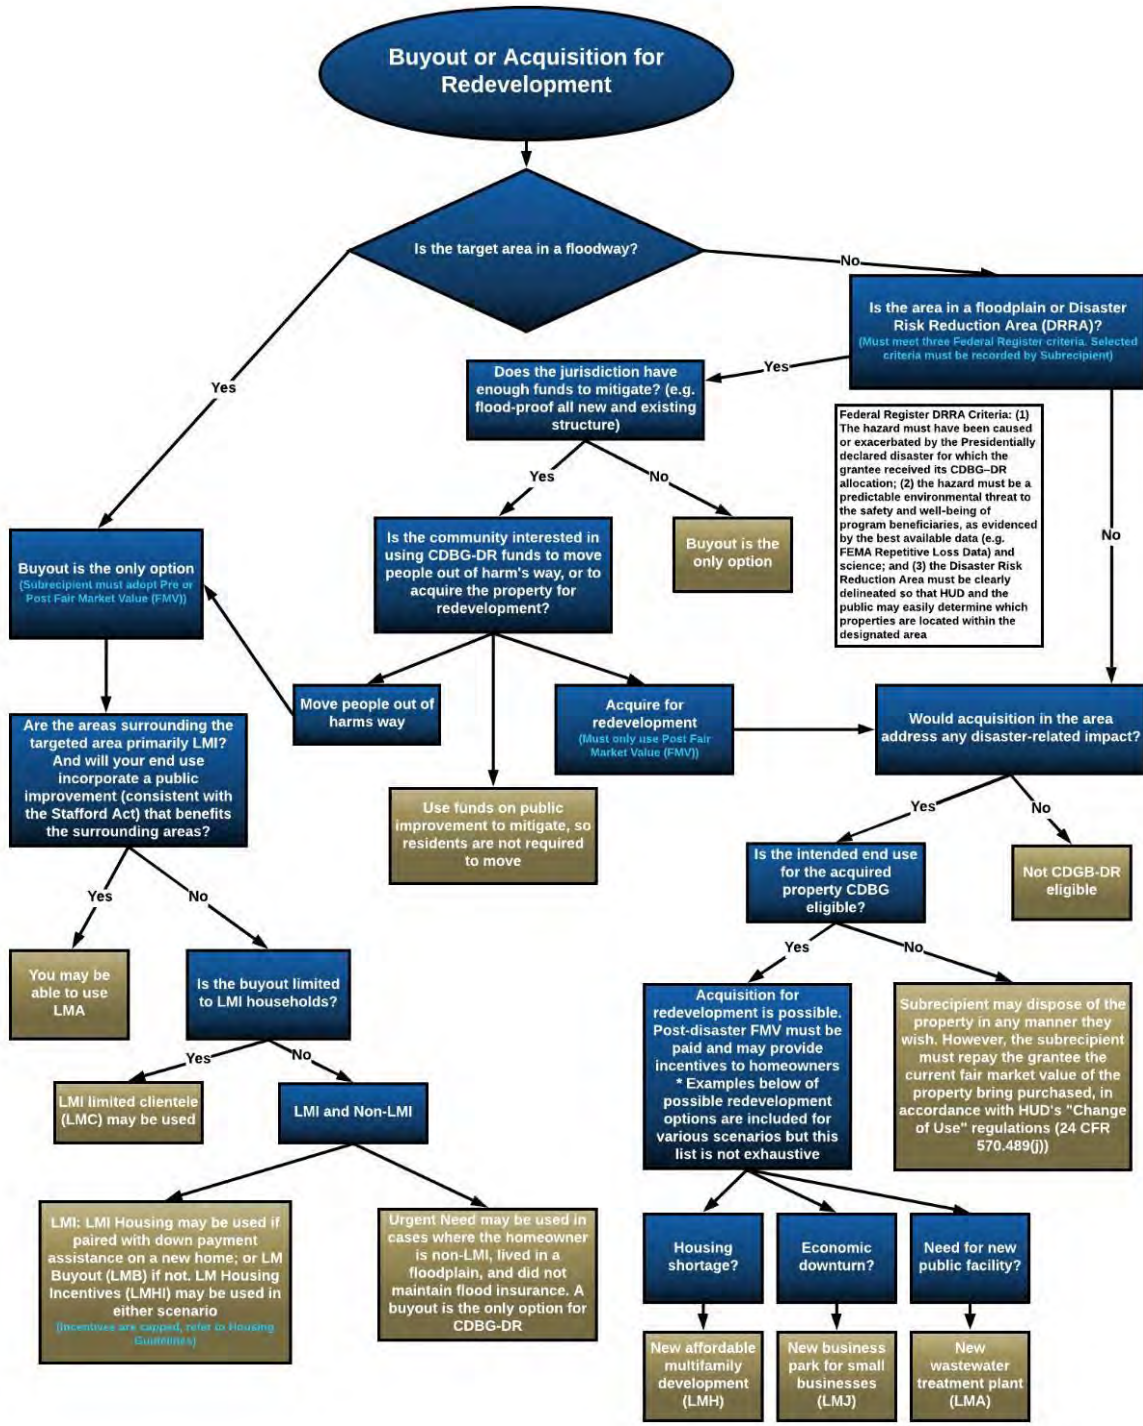 Buyout or Acquisition for
Redevelopment
Is the target area in a floodway?
No
Is the area in a floodplain or Disaster
Risk Reduction Area (DRRA)?
(Must meet three Federal Register criteria. Selected
criteria must be recorded by Subrecipient)
Yes
Yes
Does the jurisdiction have
enough funds to mitigate? (e.g.
flood-proof all new and existing
structure)
Federal Register DRRA Criteria: (1)
The hazard must have been caused
or exacerbated by the Presidentially
declared disaster for which the
grantee received its CDBG–DR
allocation; (2) the hazard must be a
predictable environmental threat to
the safety and well-being of
program beneficiaries, as evidenced
by the best available data (e.g.
FEMA Repetitive Loss Data) and
science; and (3) the Disaster Risk
Reduction Area must be clearly
delineated so that HUD and the
public may easily determine which
properties are located within the
designated area
No
Yes
No
Buyout is the only option
(Subrecipient must adopt Pre or
Post Fair Market Value (FMV))
Is the community interested in
using CDBG-DR funds to move
people out of harm's way, or to
acquire the property for
redevelopment?
Buyout is the
only option
Move people out of
harms way
Acquire for
redevelopment
(Must only use Post Fair
Market Value (FMV))
Would acquisition in the area
address any disaster-related impact?
Are the areas surrounding the
targeted area primarily LMI?
And will your end use
incorporate a public
improvement (consistent with
the Stafford Act) that benefits
the surrounding areas?
Use funds on public
improvement to mitigate, so
residents are not required
to move
Yes
No
Is the intended end use
for the acquired
property CDBG
eligible?
Not CDGB-DR
eligible
Yes
No
Yes
No
You may be
able to use
LMA
Is the buyout limited
to LMI households?
Acquisition for
redevelopment is possible.
Post-disaster FMV must be
paid and may provide
incentives to homeowners
* Examples below of
possible redevelopment
options are included for
various scenarios but this
list is not exhaustive
Subrecipient may dispose of the
property in any manner they
wish. However, the subrecipient
must repay the grantee the
current fair market value of the
property bring purchased, in
accordance with HUD's "Change
of Use" regulations (24 CFR
570.489(j))
Yes
No
LMI limited clientele
(LMC) may be used
LMI and Non-LMI
LMI: LMI Housing may be used if
paired with down payment
assistance on a new home; or LM
Buyout (LMB) if not. LM Housing
Incentives (LMHI) may be used in
either scenario
(Incentives are capped, refer to Housing
Guidelines)
Urgent Need may be used in
cases where the homeowner
is non-LMI, lived in a
floodplain, and did not
maintain flood insurance. A
buyout is the only option for
CDBG-DR
Housing
shortage?
Economic
downturn?
Need for new
public facility?
New affordable
multifamily
development
(LMH)
New business
park for small
businesses
(LMJ)
New
wastewater
treatment plant
(LMA)